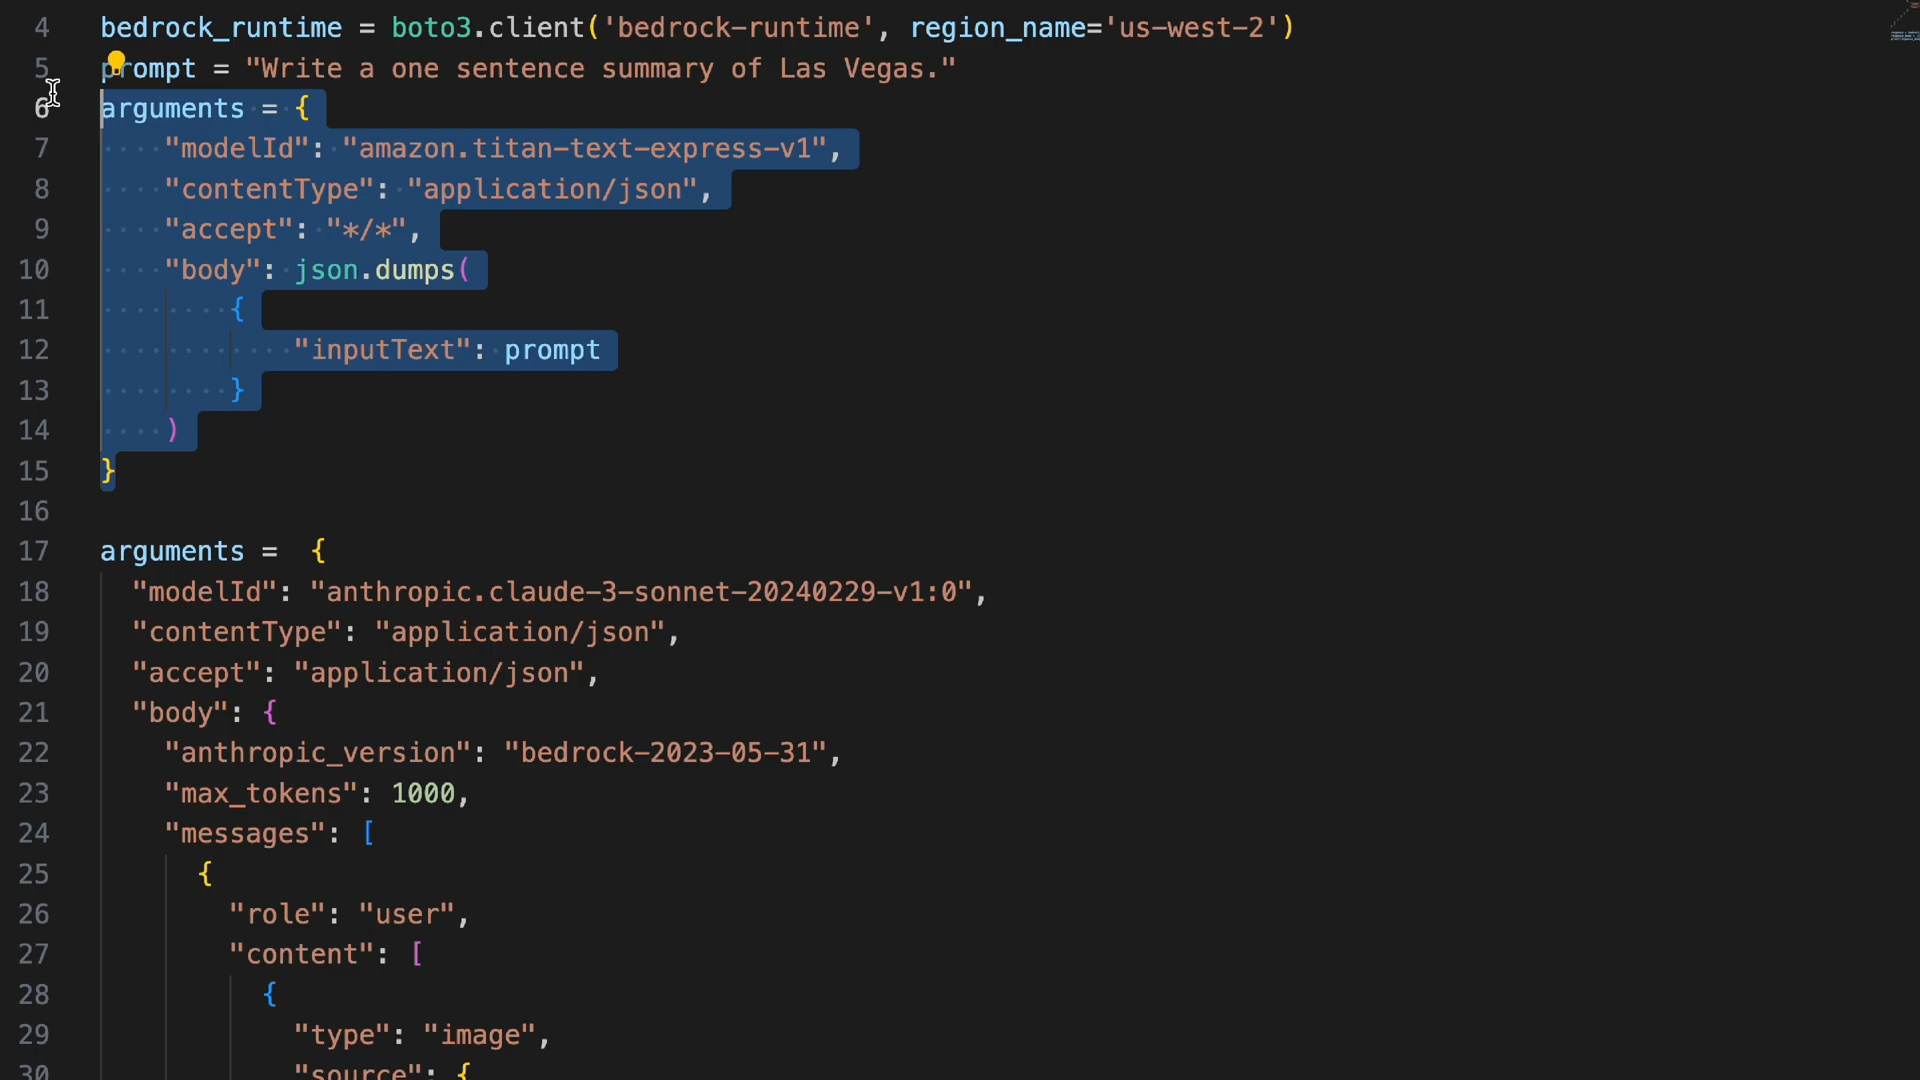 4 bedrock_runtime = boto3.client('bedrock-runtime', region_name='us-west-2')
5 prompt = "Write a one sentence summary of Las Vegas."
6 arguments = {
7     "modelId": "amazon.titan-text-express-v1",
8     "contentType": "application/json",
9     "accept": "*/*",
10     "body": json.dumps(
11         {
12             "inputText": prompt
13         }
14     )
15 }
16
17 arguments =  {
18   "modelId": "anthropic.claude-3-sonnet-20240229-v1:0",
19   "contentType": "application/json",
20   "accept": "application/json",
21   "body": {
22     "anthropic_version": "bedrock-2023-05-31",
23     "max_tokens": 1000,
24     "messages": [
25       {
26         "role": "user",
27         "content": [
28           {
29             "type": "image",
30             "source": {